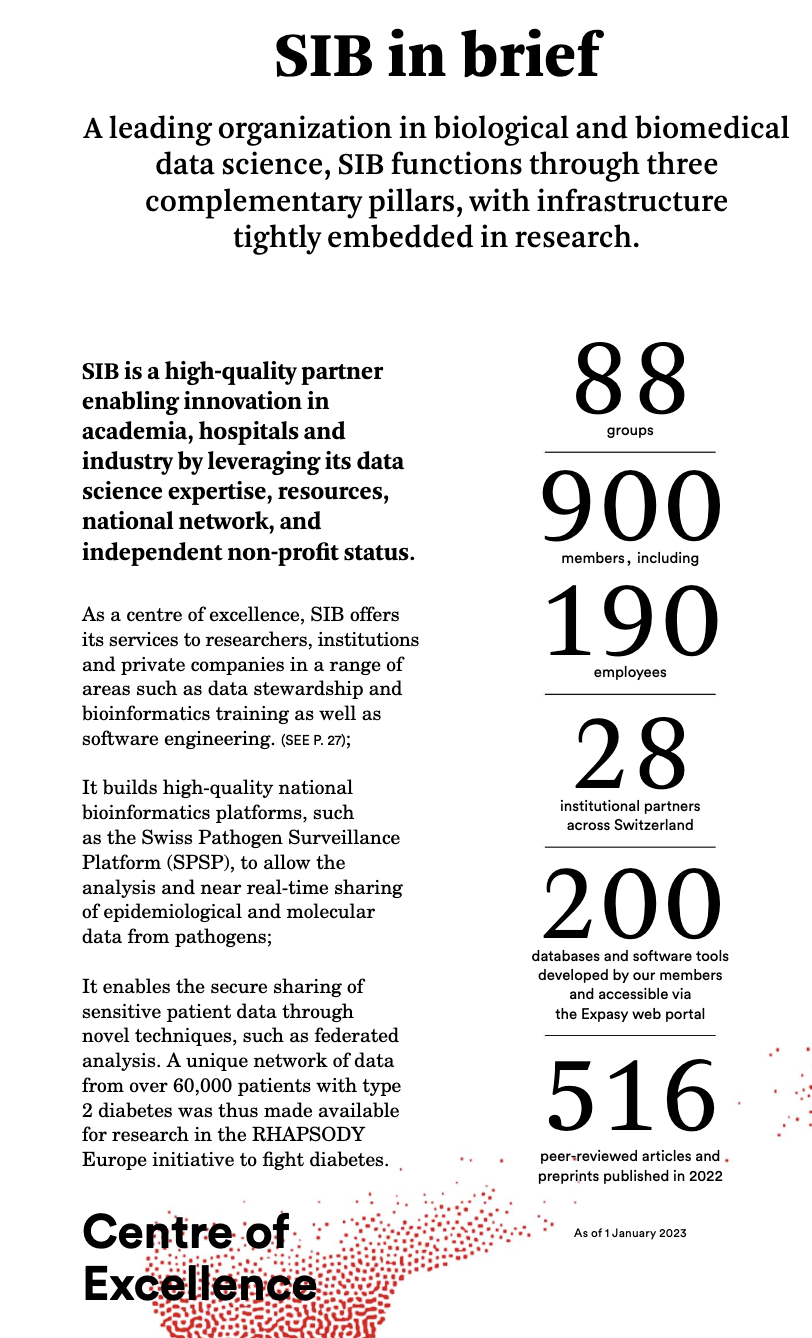 SIB in brief
A leading organization in biological and biomedical
data science, SIB functions through three
complementary pillars, with infrastructure
tightly embedded in research.
SIB is a high-quality partner
enabling innovation in
academia, hospitals and
industry by leveraging its data
science expertise, resources,
national network, and
independent non-profit status.
As a centre of excellence, SIB offers
its services to researchers, institutions
and private companies in a range of
areas such as data stewardship and
bioinformatics training as well as
software engineering. (SEE P. 27);
It builds high-quality national
bioinformatics platforms, such
as the Swiss Pathogen Surveillance
Platform (SPSP), to allow the
analysis and near real-time sharing
of epidemiological and molecular
data from pathogens;
It enables the secure sharing of
sensitive patient data through
novel techniques, such as federated
analysis. A unique network of data
from over 60,000 patients with type
2 diabetes was thus made available
for research in the RHAPSODY
Europe initiative to fight diabetes.
Centre of
Excellence
88
groups
900
members, including
190
employees
28
institutional partners
across Switzerland
200
databases and software tools
developed by our members
and accessible via
the Expasy web portal
516
peer-reviewed articles and
preprints published in 2022
As of 1 January 2023